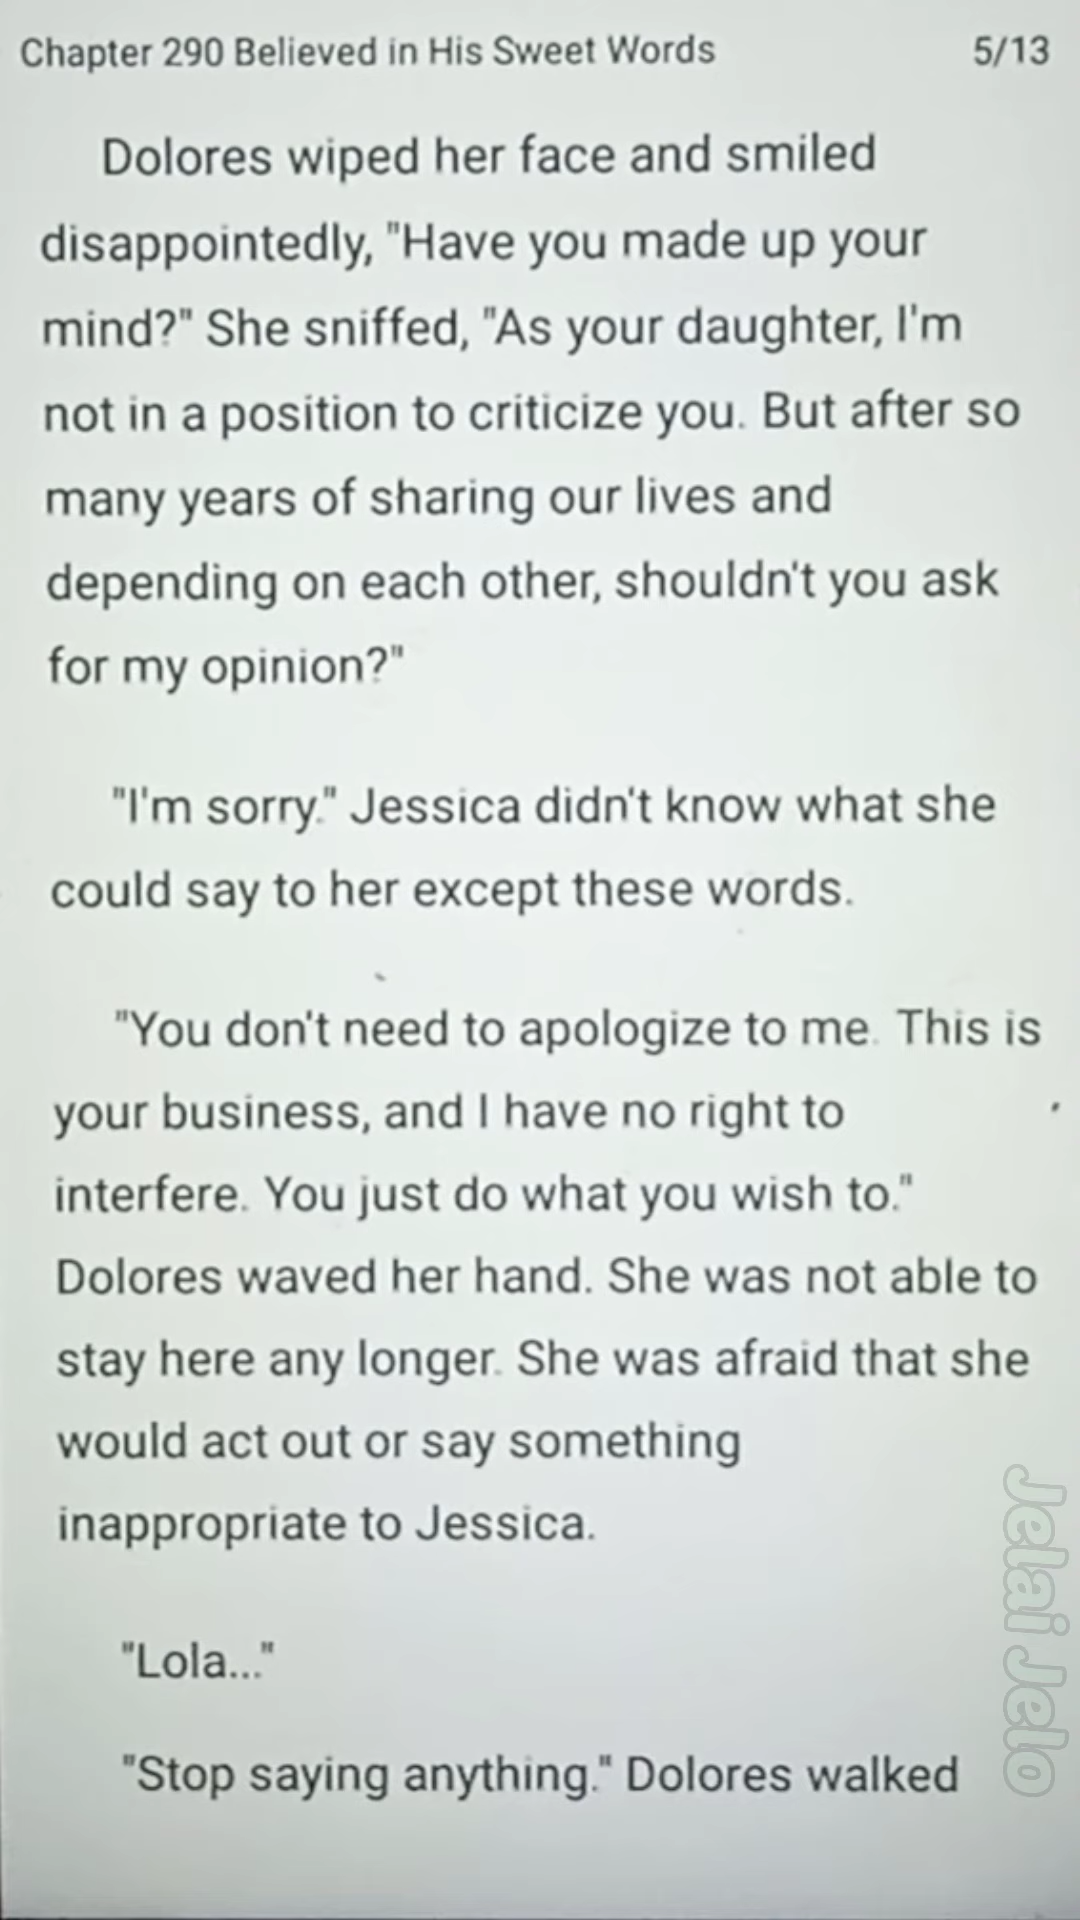 Chapter 290 Believed in His Sweet Words 5/13
Dolores wiped her face and smiled
disappointedly, "Have you made up your
mind?" She sniffed, "As your daughter, I'm
not in a position to criticize you. But after so
many years of sharing our lives and
depending on each other, shouldn't you ask
for my opinion?"
"I'm sorry." Jessica didn't know what she
could say to her except these words.
"You don't need to apologize to me. This is
your business, and I have no right to
interfere. You just do what you wish to."
Dolores waved her hand. She was not able to
stay here any longer. She was afraid that she
would act out or say something
inappropriate to Jessica.
"Lola..."
"Stop saying anything." Dolores walked
Jelai Jelo